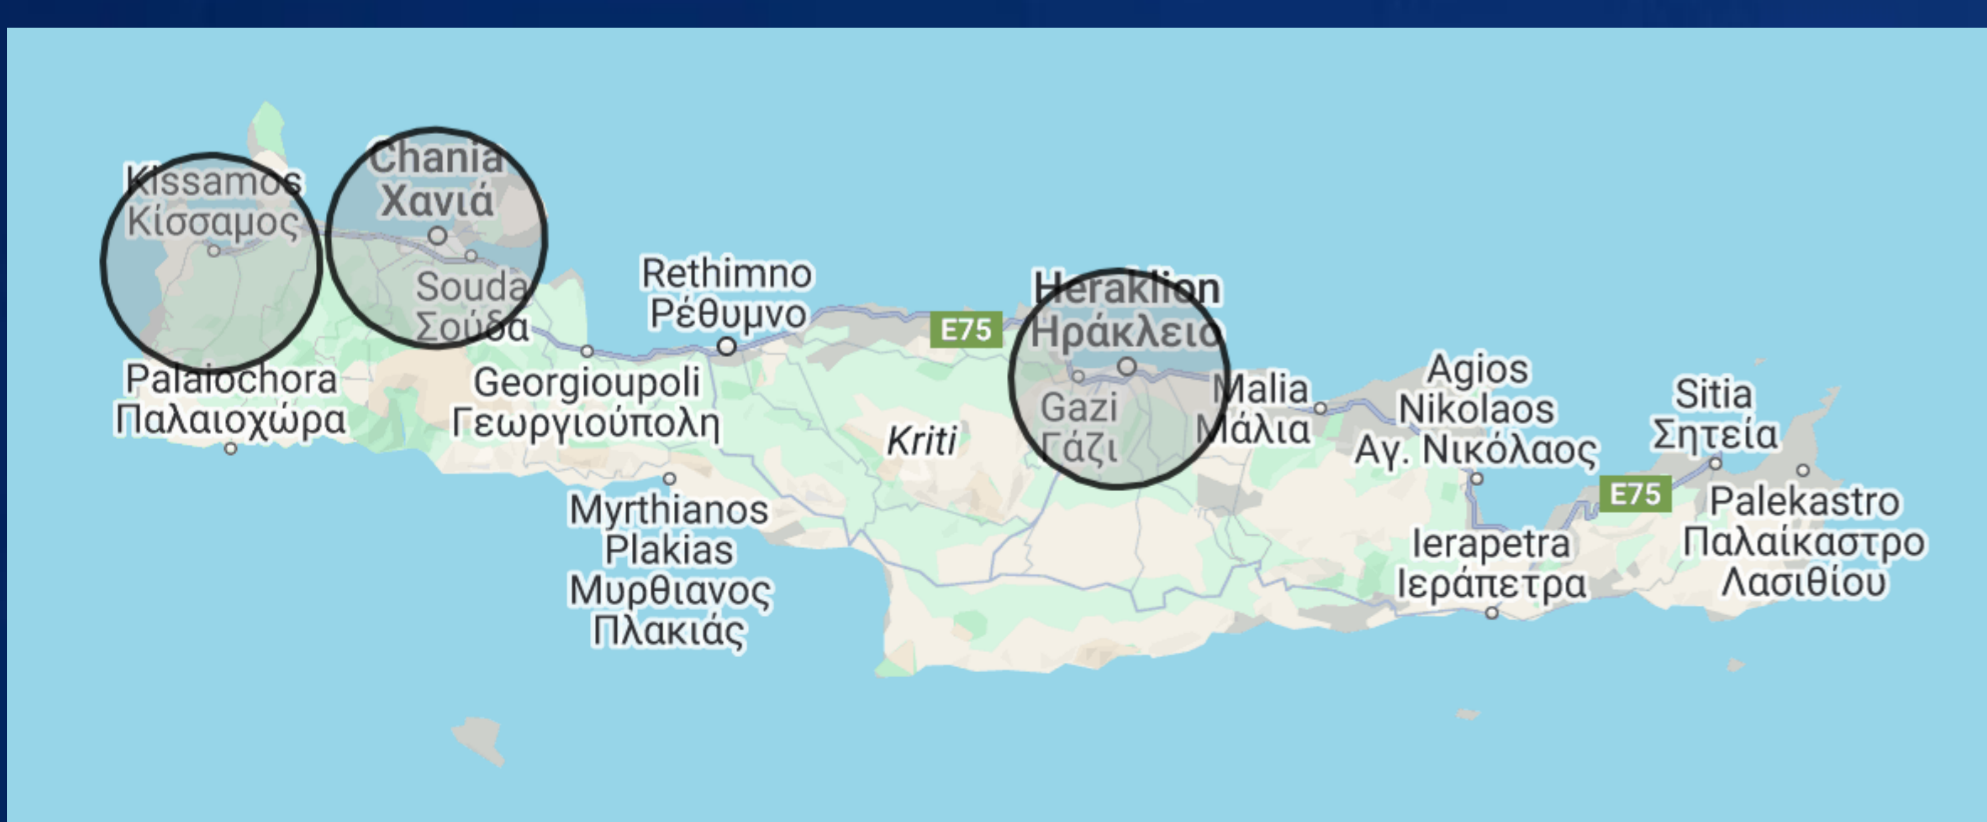 Kissamos
Κίσσαμος
Chania
Χανιά
Souda
Σούδα
Rethimno
Ρέθυμνο
E75
Heraklion
Ηράκλειο
Gazi
Γάζι
Malia
Μάλια
Agios
Nikolaos
Αγ. Νικόλαος
Sitia
Σητεία
Palaiochora
Παλαιοχώρα
Georgioupoli
Γεωργιούπολη
Kriti
E75
Palekastro
Παλαίκαστρο
Λασιθίου
Myrthianos
Plakias
Μυρθιανος
Πλακιάς
Ierapetra
Ιεράπετρα